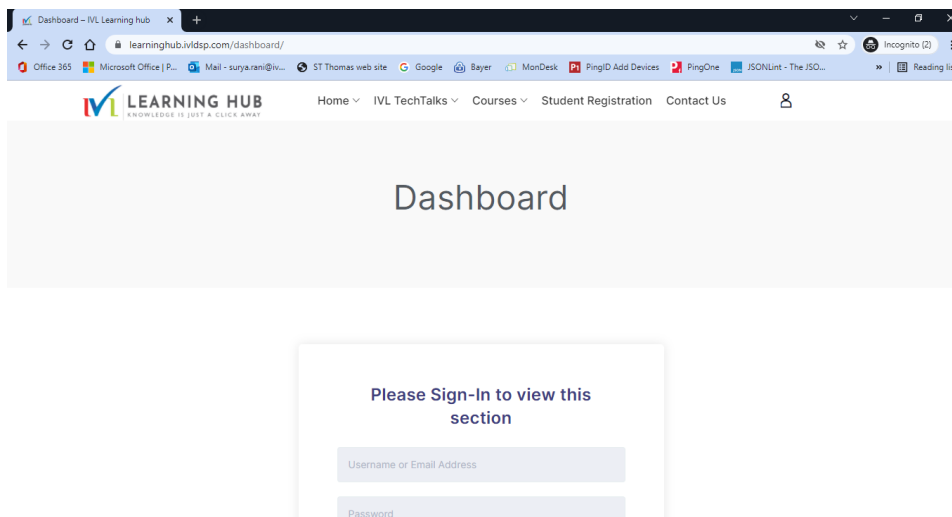 Dashboard – IVL Learning hub
learninghub.ivldsp.com/dashboard/
Incognito (2)
Office 365 Microsoft Office | P... Mail - surya.rani@iv... ST Thomas web site Google Bayer MonDesk PingID Add Devices PingOne JSONLint - The JSO... » Reading lis
IVL LEARNING HUB
KNOWLEDGE IS JUST A CLICK AWAY
Home IVL TechTalks Courses Student Registration Contact Us
Dashboard
Please Sign-In to view this
section
Username or Email Address
Password